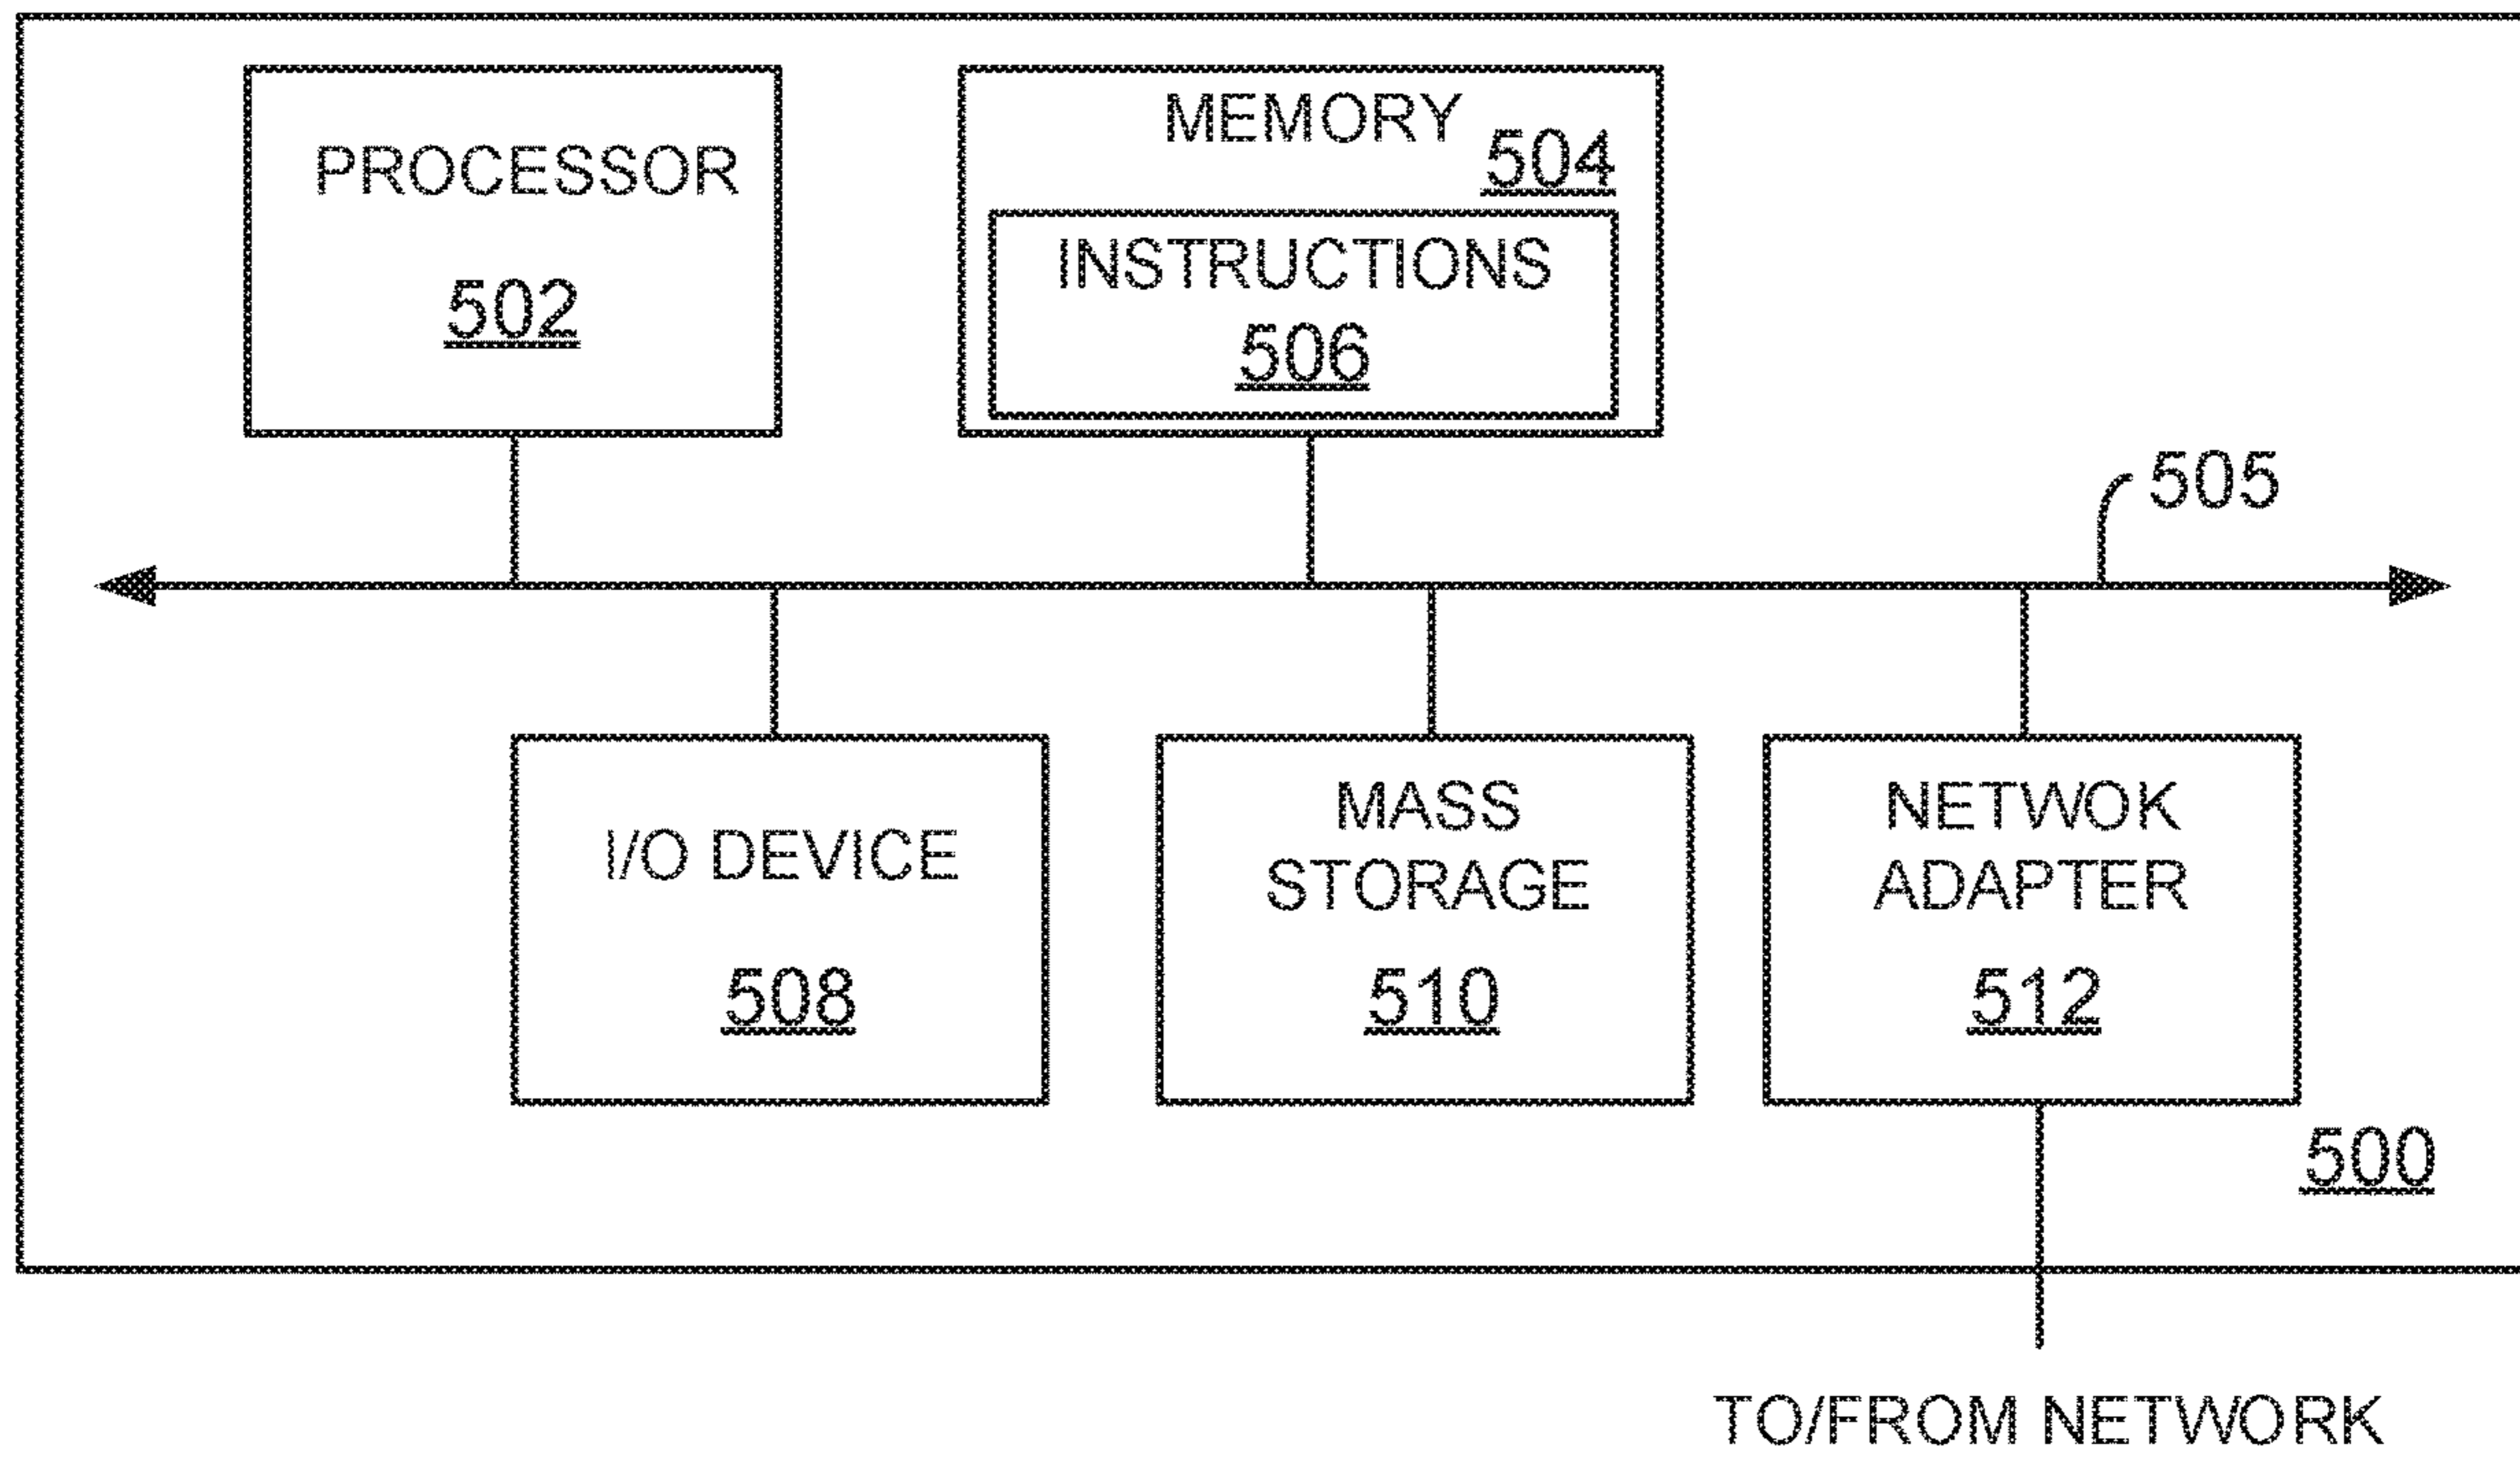 PROCESSOR
502
MEMORY
504
INSTRUCTIONS
506
505
I/O DEVICE
508
MASS
STORAGE
510
NETWOK
ADAPTER
512
500
TO/FROM NETWORK